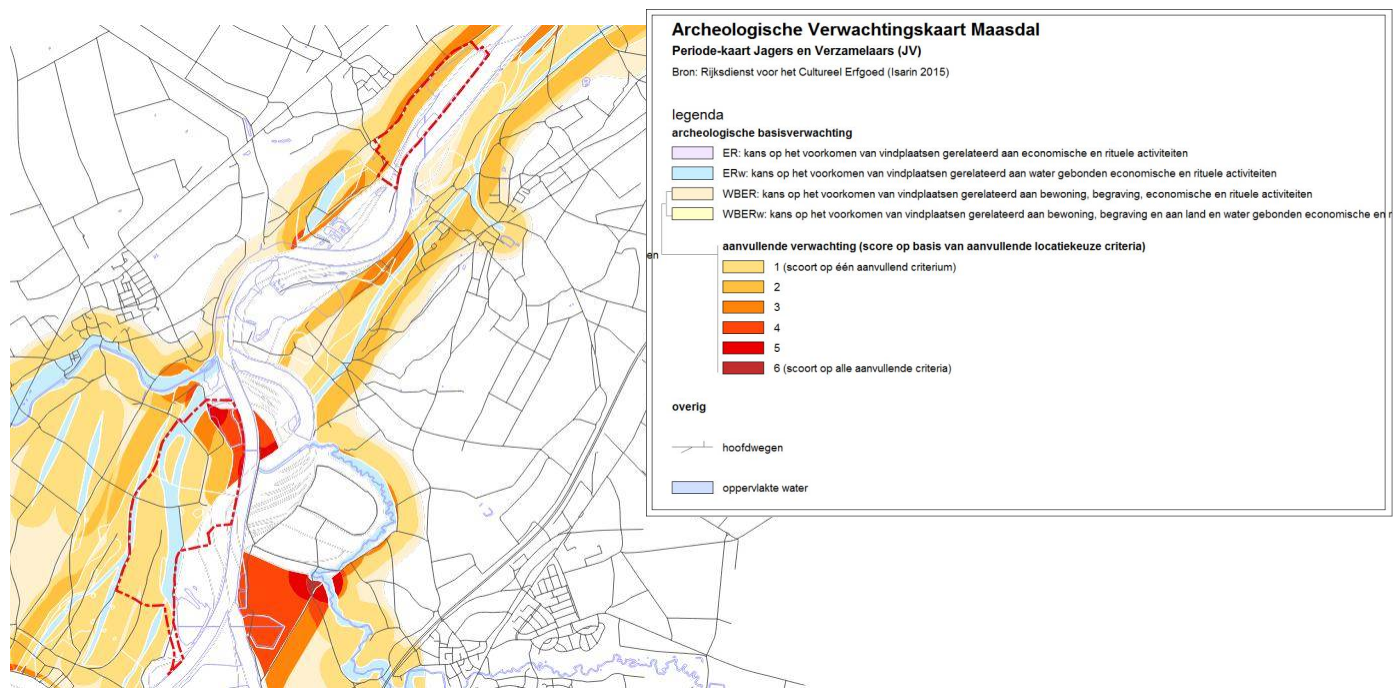 Archeologische Verwachtingskaart Maasdal
Periode-kaart Jagers en Verzamelaars (JV)
Bron: Rijksdienst voor het Cultureel Erfgoed (Isarin 2015)
legenda
archeologische basisverwachting
ER: kans op het voorkomen van vindplaatsen gerelateerd aan economische en rituele activiteiten
ERw: kans op het voorkomen van vindplaatsen gerelateerd aan water gebonden economische en rituele activiteiten
WBER: kans op het voorkomen van vindplaatsen gerelateerd aan bewoning, begraving, economische en rituele activiteiten
WBERw: kans op het voorkomen van vindplaatsen gerelateerd aan bewoning, begraving en aan land en water gebonden economische en r
aanvullende verwachting (score op basis van aanvullende locatiekeuze criteria)
en
1 (scoort op één aanvullend criterium)
2
3
4
5
6 (scoort op alle aanvullende criteria)
overig
hoofdwegen
oppervlakte water